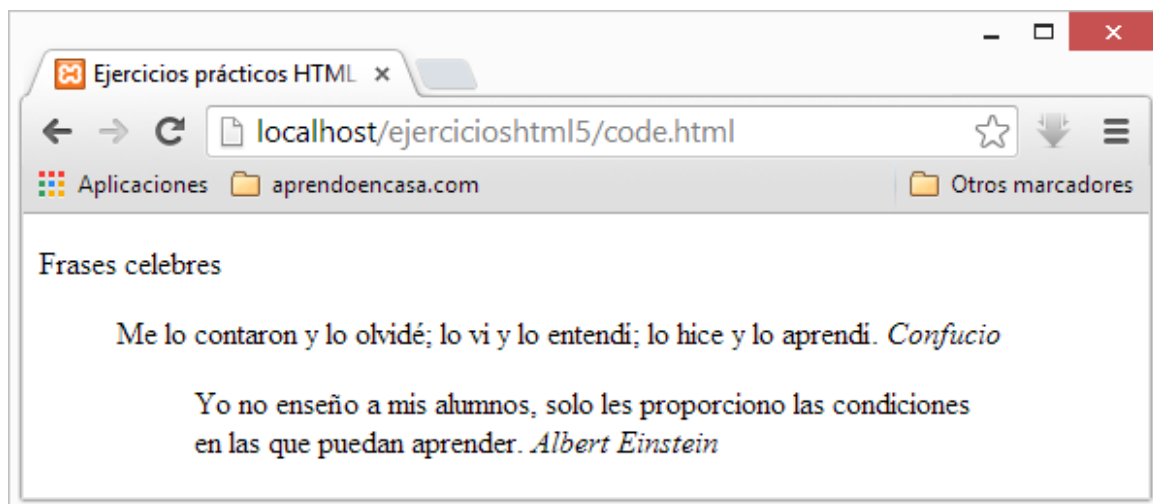 Ejercicios prácticos HTML
localhost/ejercicioshtml5/code.html
Aplicaciones aprendoencasa.com Otros marcadores
Frases celebres
Me lo contaron y lo olvidé; lo vi y lo entendí; lo hice y lo aprendí. Confucio
Yo no enseño a mis alumnos, solo les proporciono las condiciones
en las que puedan aprender. Albert Einstein